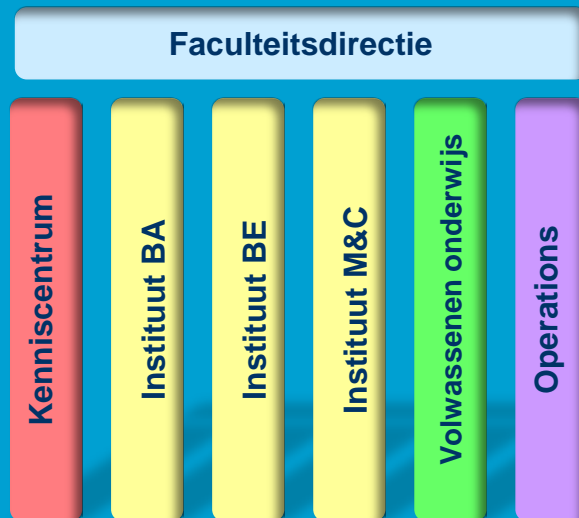 Faculteitsdirectie
Kenniscentrum
Instituut BA
Instituut BE
Instituut M&C
Volwassenen onderwijs
Operations